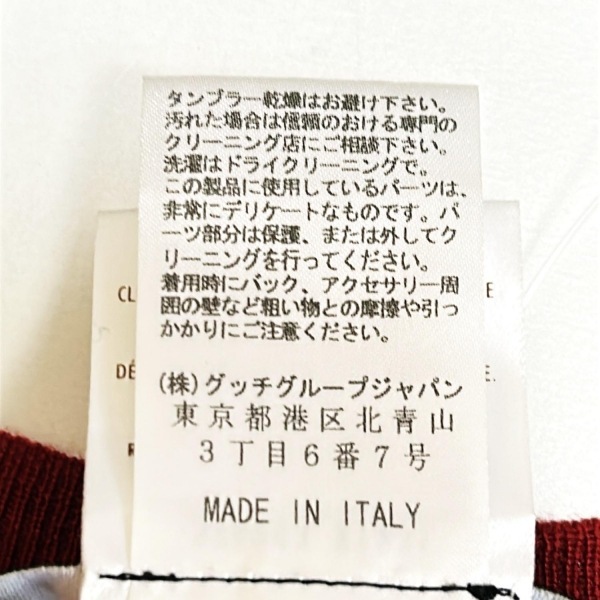 タンブラー乾燥はお避け下さい。
汚れた場合は信頼のおける専門の
クリーニング店にご相談下さい。
洗濯はドライクリーニングで。
この製品に使用しているパーツは、
非常にデリケートなものです。パ
ーツ部分は保護、または外してク
リーニングを行ってください。
着用時にバック、アクセサリー周
囲の壁など粗い物との摩擦や引っ
かかりにご注意ください。
(株)グッチグループジャパン
東京都港区北青山
3丁目6番7号
MADE IN ITALY